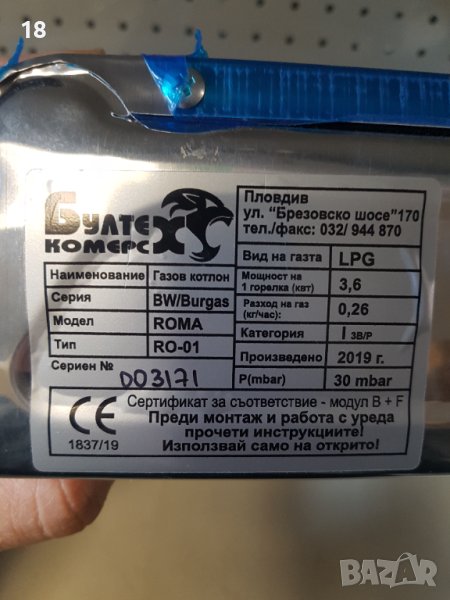 18
Булте
КОМЕРС
Пловдив
ул. "Брезовско шосе"170
тел./факс: 032/ 944 870
Вид на газта LPG
Наименование Газов котлон
Мощност на
1 горелка (квт) 3,6
Серия BW/Burgas
Разход на газ
(кг/час): 0,26
Модел ROMA
Категория I 3B/P
Тип RO-01
Произведено 2019 г.
Сериен № 003171
P(mbar) 30 mbar
CE
1837/19
Сертификат за съответствие - модул B + F
Преди монтаж и работа с уреда
прочети инструкциите!
Използвай само на открито!
BAZAR